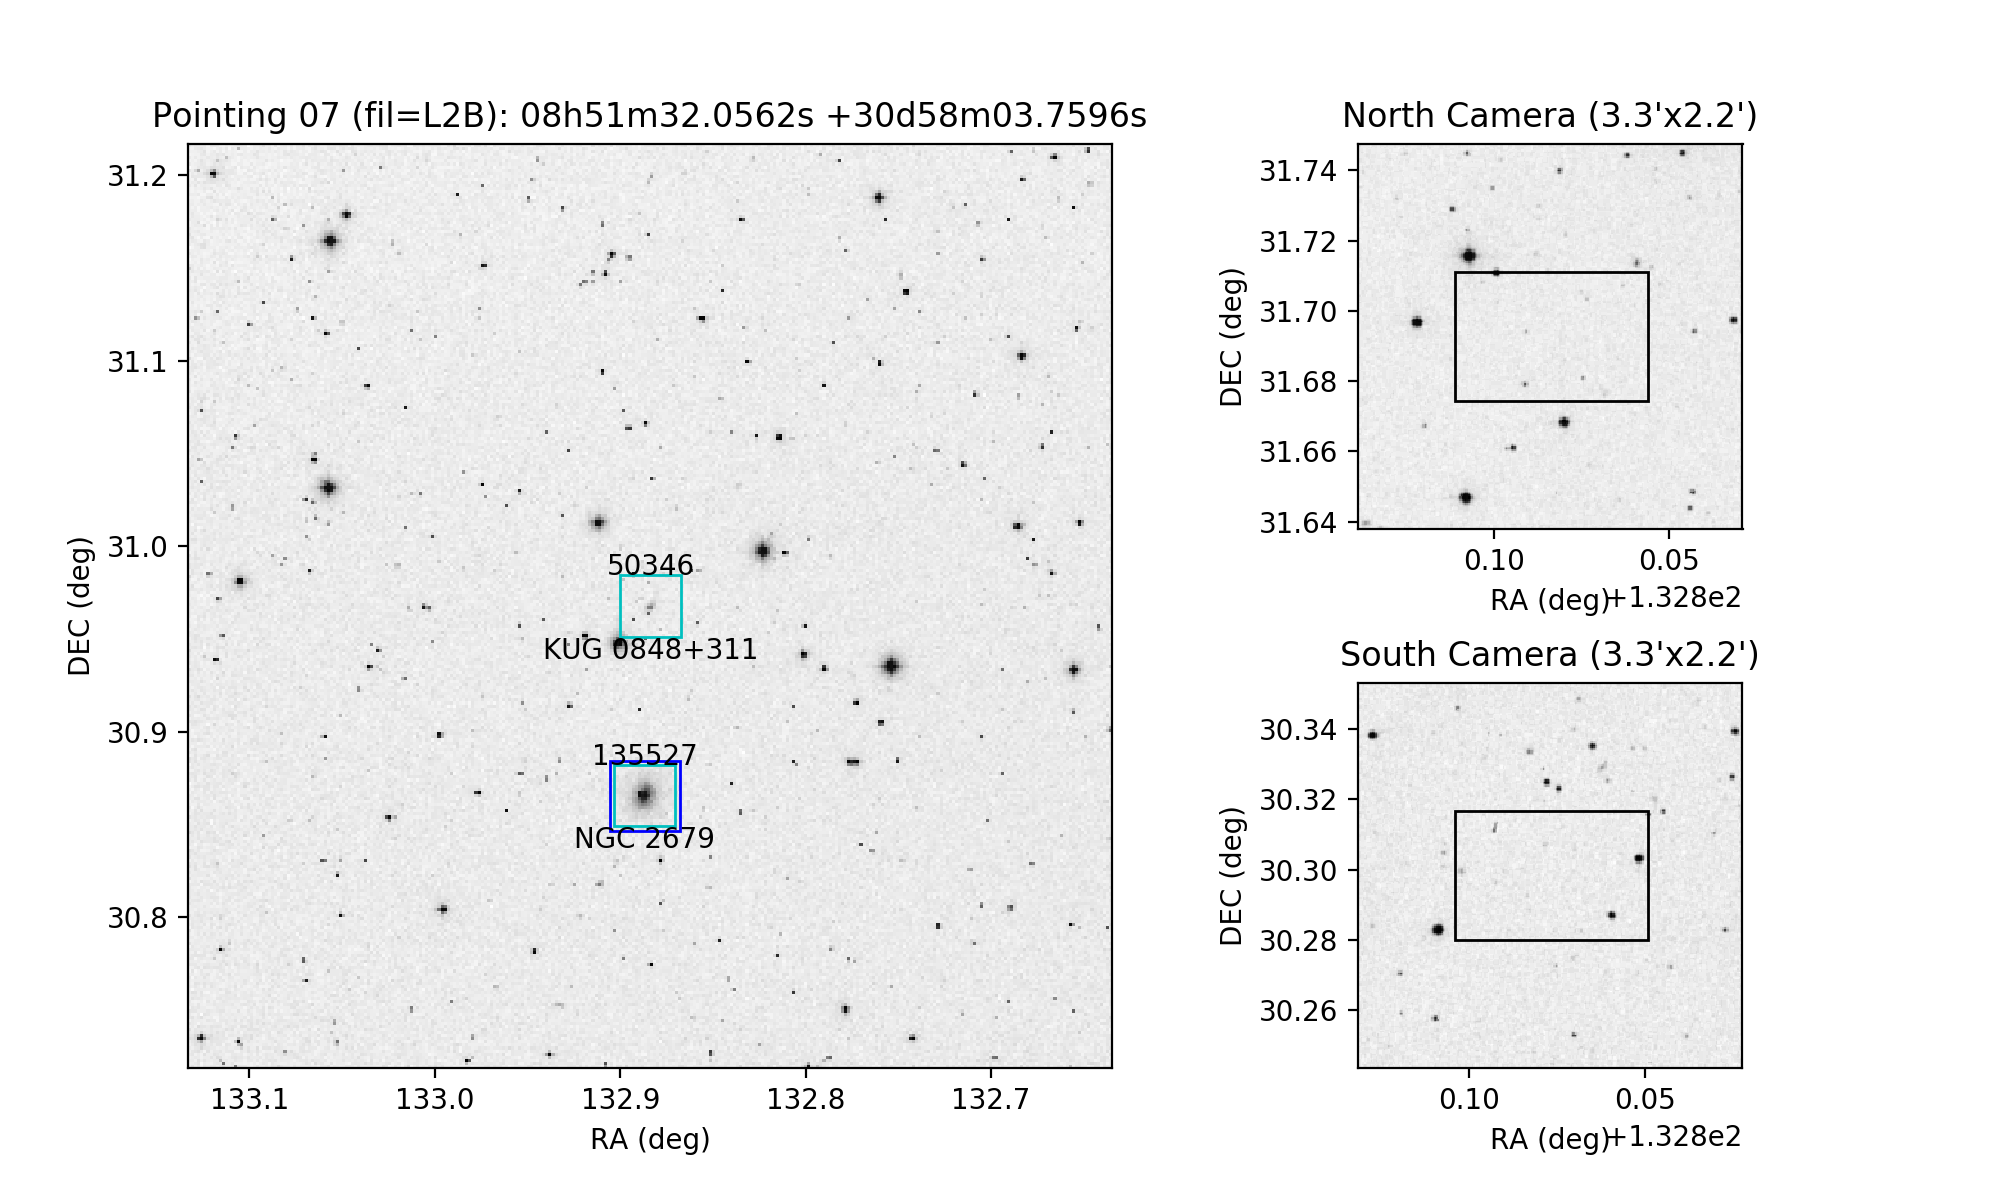 Pointing 07 (fil=L2B): 08h51m32.0562s +30d58m03.7596s
31.2
31.1
31.0
30.9
30.8
DEC (deg)
50346
KUG 0848+311
135527
NGC 2679
133.1 133.0 132.9 132.8 132.7
RA (deg)
North Camera (3.3'x2.2')
31.74
31.72
31.70
31.68
31.66
31.64
DEC (deg)
0.10 0.05
RA (deg) +1.328e2
South Camera (3.3'x2.2')
30.34
30.32
30.30
30.28
30.26
DEC (deg)
0.10 0.05
RA (deg) +1.328e2